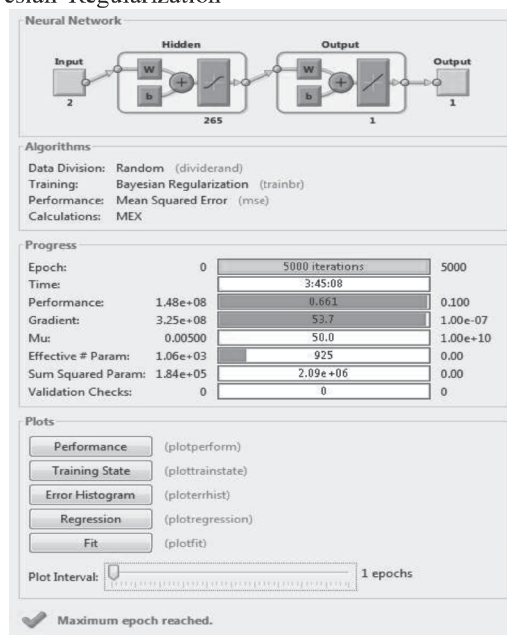 Regularization
Neural Network
Hidden
Output
Input
W
b
W
b
Output
2
265
1
1
Algorithms
Data Division: Random (dividerand)
Training: Bayesian Regularization (trainbr)
Performance: Mean Squared Error (mse)
Calculations: MEX
Progress
Epoch: 0 5000 iterations 5000
Time: 3:45:08
Performance: 1.48e+08 0.661 0.100
Gradient: 3.25e+08 53.7 1.00e-07
Mu: 0.00500 50.0 1.00e+10
Effective # Param: 1.06e+03 925 0.00
Sum Squared Param: 1.84e+05 2.09e+06 0.00
Validation Checks: 0 0 0
Plots
Performance (plotperform)
Training State (plottrainstate)
Error Histogram (ploterrhist)
Regression (plotregression)
Fit (plotfit)
Plot Interval: 1 epochs
Maximum epoch reached.